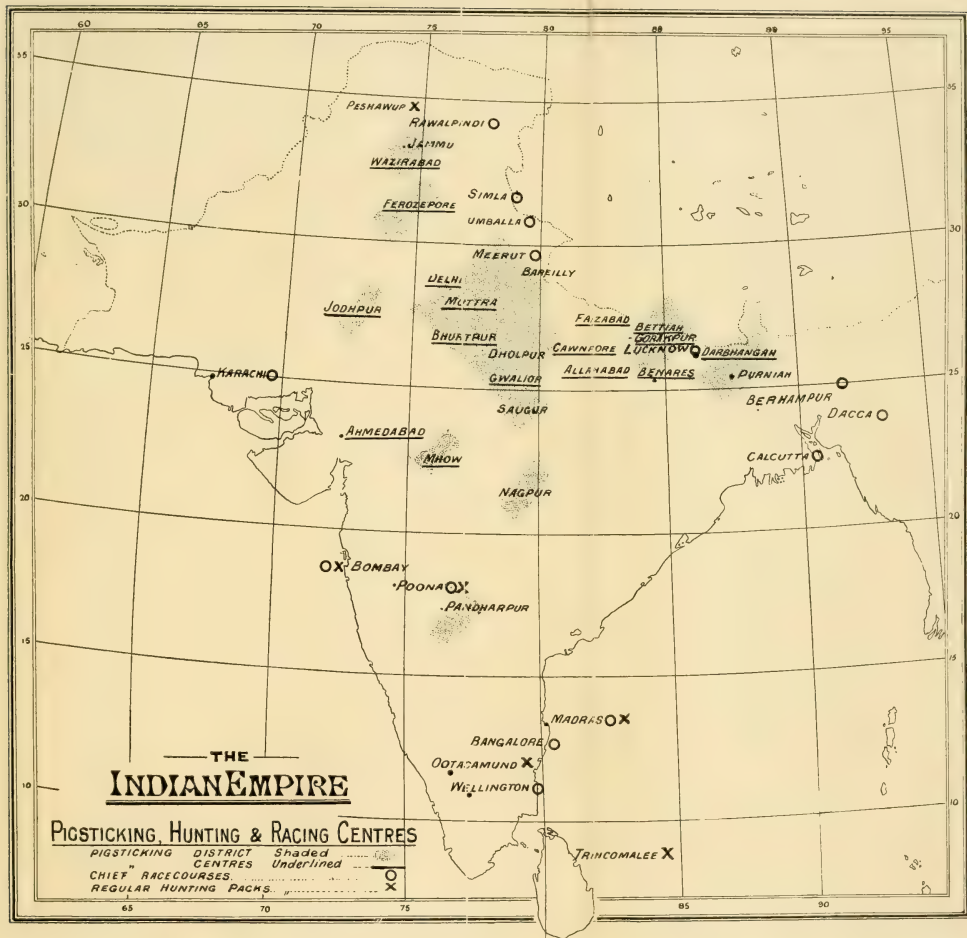 60 65 70 75 80 85 90 95
35 35
PESHAWUP X
RAWALPINDI O
JAMMU
WAZIRABAD
SIMLA O
30
FEROZEPORE
UMBALLA O
30
MEERUT O
BAREILLY
DELHI
JODHPUR
MUTTRA
FAIZABAD
BETTIAH
GORAKPUR
25
BHURTPUR
DHOLPUR
CAWNPORE
LUCKNOW
DARBHANGAH
KARACHI O
GWALIOR
ALLAHABAD
BENARES
PURNIAH
25
BERHAMPUR O
SAUGUR
DACCA O
AHMEDABAD
MHOW
CALCUTTA O
20
NAGPUR
20
O X BOMBAY
POONA O X
PANDHARPUR
15
15
MADRAS O X
BANGALORE O
OOTACAMUND X
WELLINGTON O
10
10
TRINCOMALEE X
THE
INDIAN EMPIRE
PIGSTICKING, HUNTING & RACING CENTRES
PIGSTICKING DISTRICT Shaded
" CENTRES Underlined
CHIEF RACECOURSES O
REGULAR HUNTING PACKS " X
65 70 75 85 90